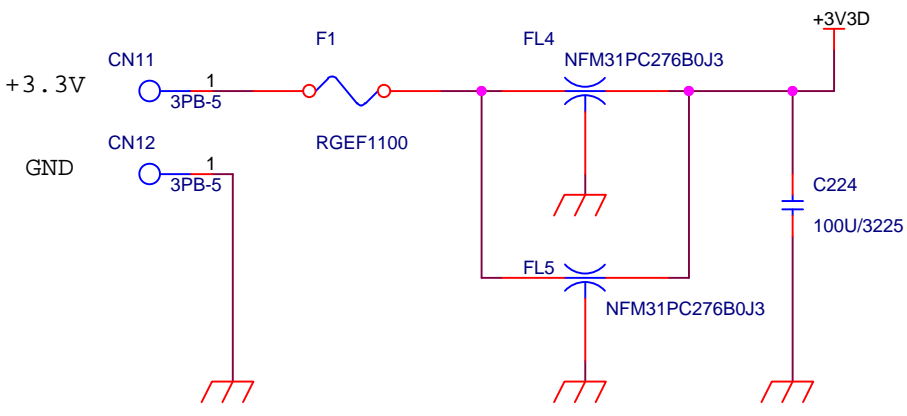 +3V3D
F1
FL4
CN11
NFM31PC276B0J3
+3.3V
1
3PB-5
CN12
RGEF1100
GND
1
3PB-5
C224
100U/3225
FL5
NFM31PC276B0J3